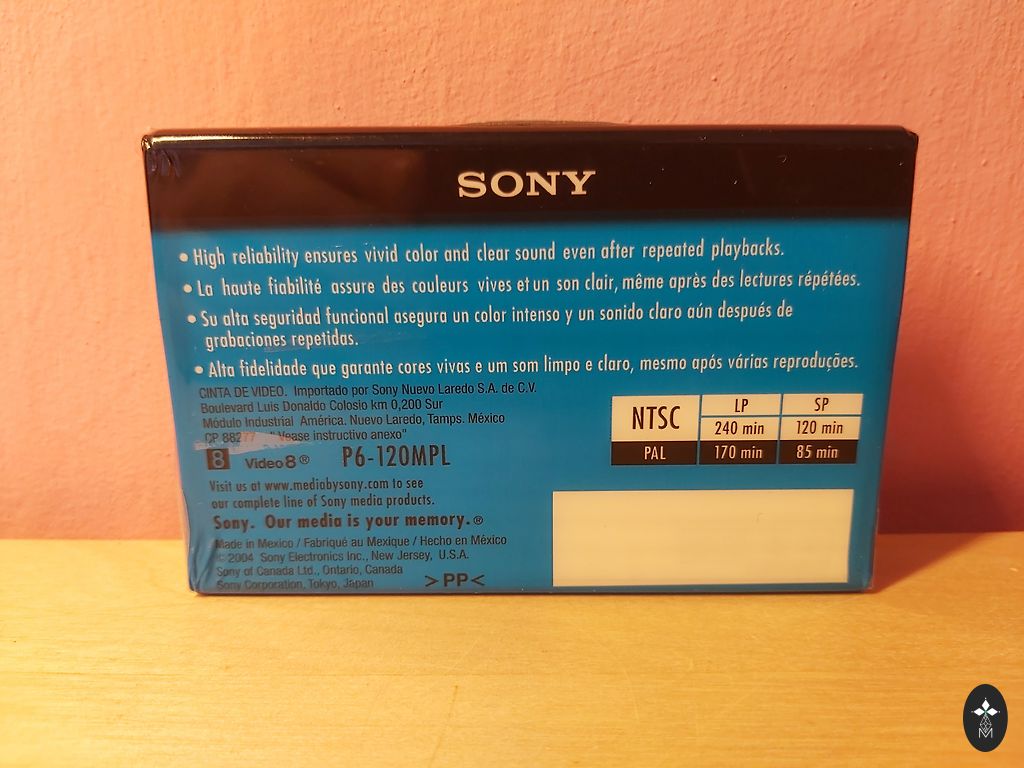 SONY
• High reliability ensures vivid color and clear sound even after repeated playbacks.
• La haute fiabilité assure des couleurs vives et un son clair, même après des lectures répétées.
• Su alta seguridad funcional asegura un color intenso y un sonido claro aún después de
grabaciones repetidas.
• Alta fidelidade que garante cores vivas e um som limpo e claro, mesmo após várias reproduções.
CINTA DE VIDEO. Importado por Sony Nuevo Laredo S.A. de C.V.
Boulevard Luis Donaldo Colosio km 0,200 Sur
Módulo Industrial América. Nuevo Laredo, Tamps. México
CP 88277 "Vease instructivo anexo"
8 Video8® P6-120MPL
Visit us at www.mediabysony.com to see
our complete line of Sony media products.
Sony. Our media is your memory.®
Made in Mexico / Fabriqué au Mexique / Hecho en México
© 2004 Sony Electronics Inc., New Jersey, U.S.A.
Sony of Canada Ltd., Ontario, Canada
Sony Corporation, Tokyo, Japan
>PP<
NTSC LP SP
240 min 120 min
PAL 170 min 85 min
M